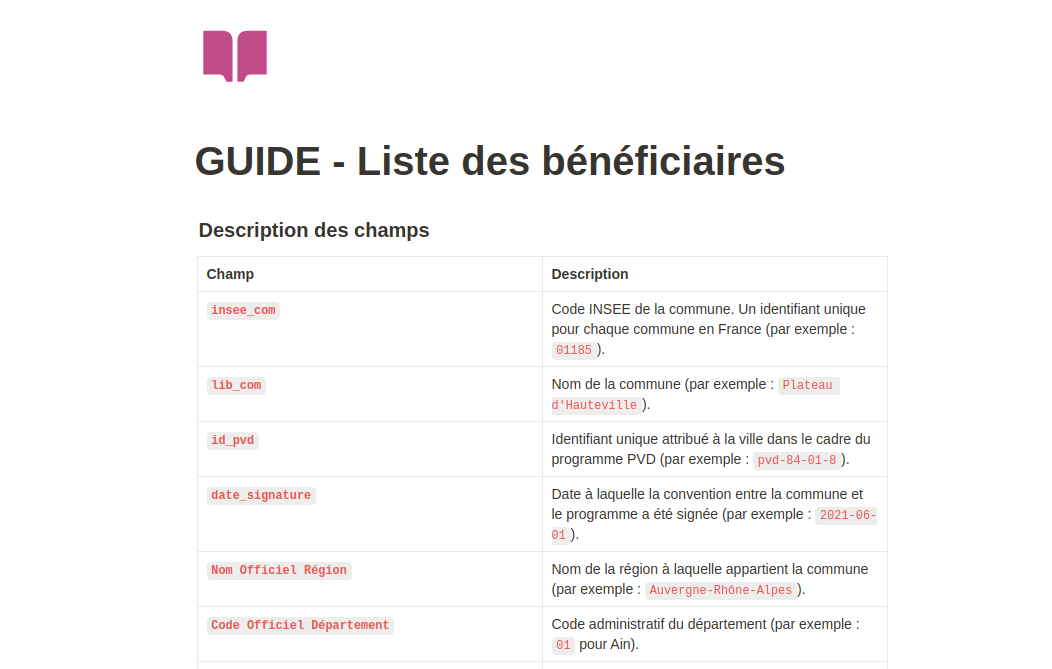 GUIDE - Liste des bénéficiaires
Description des champs
Champ
Description
insee_com
Code INSEE de la commune. Un identifiant unique
pour chaque commune en France (par exemple :
01185 ).
lib_com
Nom de la commune (par exemple : Plateau
d'Hauteville ).
id_pvd
Identifiant unique attribué à la ville dans le cadre du
programme PVD (par exemple : pvd-84-01-8 ).
date_signature
Date à laquelle la convention entre la commune et
le programme a été signée (par exemple : 2021-06-
01 ).
Nom Officiel Région
Nom de la région à laquelle appartient la commune
(par exemple : Auvergne-Rhône-Alpes ).
Code Officiel Département
Code administratif du département (par exemple :
01 pour Ain).